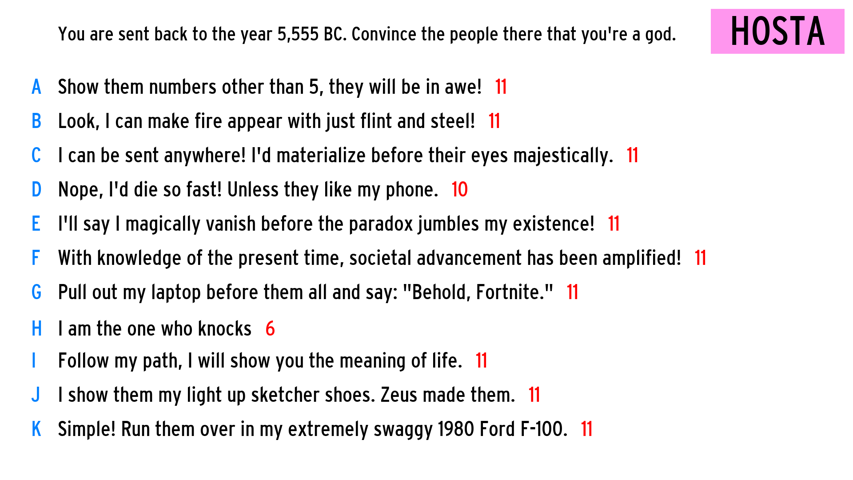 You are sent back to the year 5,555 BC. Convince the people there that you're a god.
HOSTA
A Show them numbers other than 5, they will be in awe! 11
B Look, I can make fire appear with just flint and steel! 11
C I can be sent anywhere! I'd materialize before their eyes majestically. 11
D Nope, I'd die so fast! Unless they like my phone. 10
E I'll say I magically vanish before the paradox jumbles my existence! 11
F With knowledge of the present time, societal advancement has been amplified! 11
G Pull out my laptop before them all and say: "Behold, Fortnite." 11
H I am the one who knocks 6
I Follow my path, I will show you the meaning of life. 11
J I show them my light up sketcher shoes. Zeus made them. 11
K Simple! Run them over in my extremely swaggy 1980 Ford F-100. 11